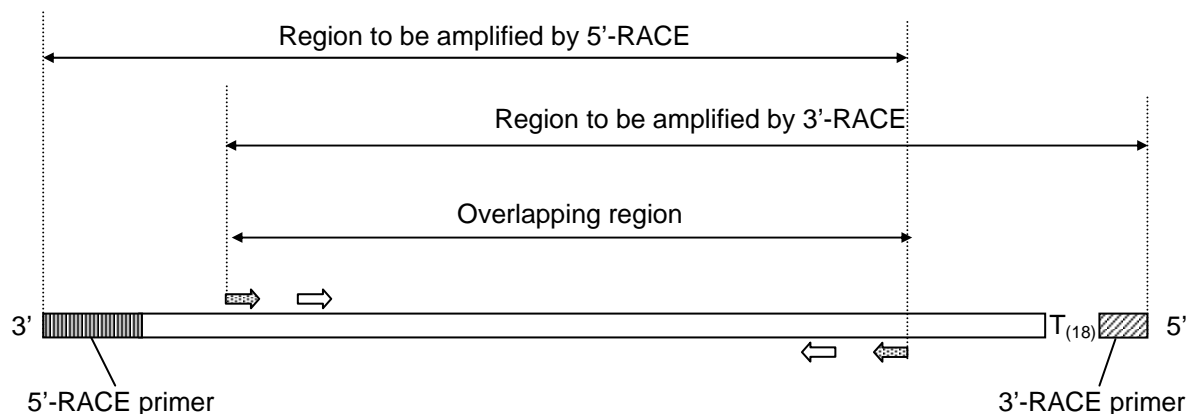 Region to be amplified by 5’-RACE
Region to be amplified by 3’-RACE
Overlapping region
3’ T(18) 5’
5’-RACE primer 3’-RACE primer